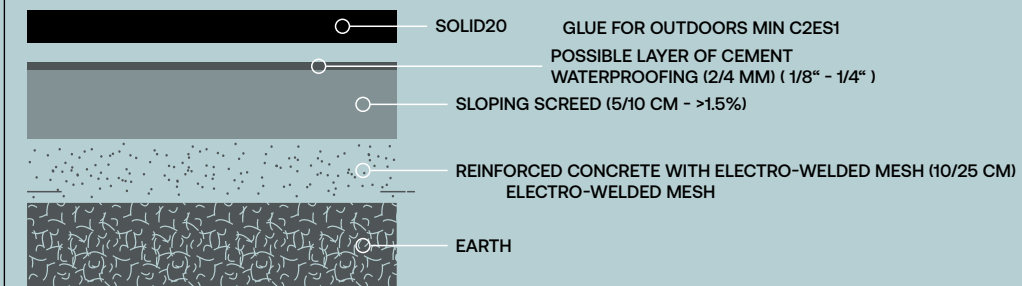 SOLID20 GLUE FOR OUTDOORS MIN C2ES1
POSSIBLE LAYER OF CEMENT
WATERPROOFING (2/4 MM) ( 1/8“ - 1/4“ )
SLOPING SCREED (5/10 CM - >1.5%)
REINFORCED CONCRETE WITH ELECTRO-WELDED MESH (10/25 CM)
ELECTRO-WELDED MESH
EARTH